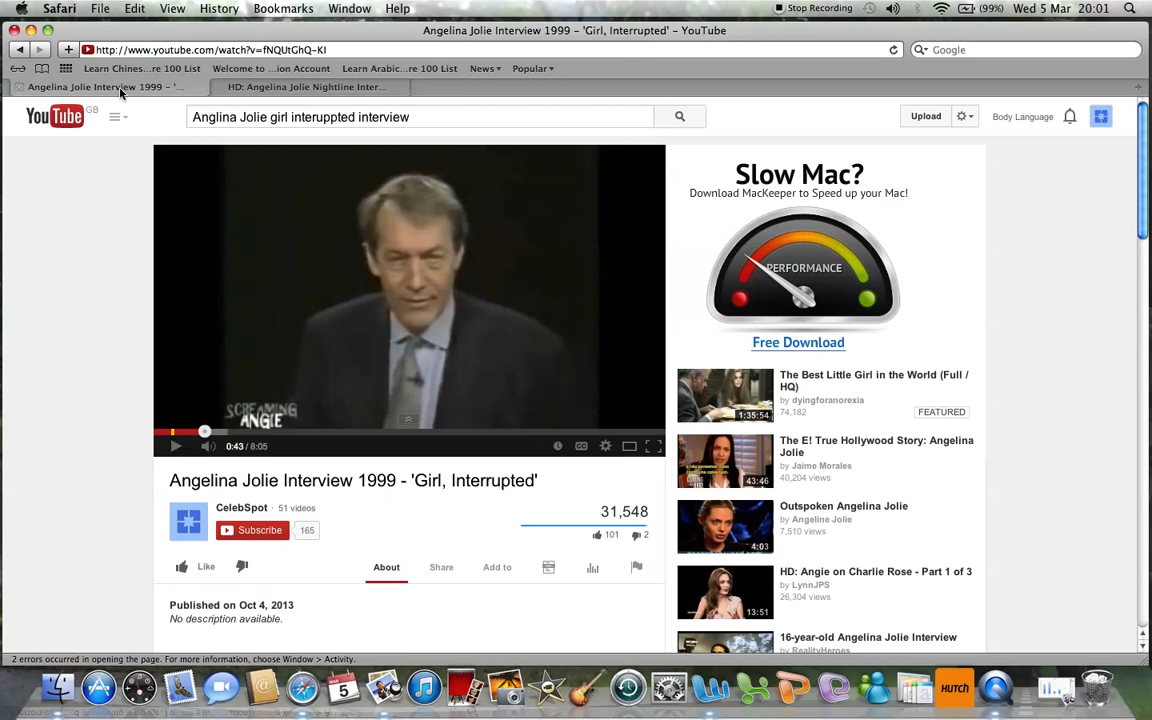 Safari File Edit View History Bookmarks Window Help Stop Recording (99%) Wed 5 Mar 20:01
Angelina Jolie Interview 1999 - 'Girl, Interrupted' - YouTube
http://www.youtube.com/watch?v=fNQUtGhQ-KI Google
Learn Chines...re 100 List Welcome to ...ion Account Learn Arabic...re 100 List News Popular
Angelina Jolie Interview 1999 - '... HD: Angelina Jolie Nightline Inter...
YouTube GB Anglina Jolie girl interuppted interview Upload Body Language
Slow Mac?
Download MacKeeper to Speed up your Mac!
PERFORMANCE
Free Download
SCREAMING
ANGIE
0:43 / 8:05
Angelina Jolie Interview 1999 - 'Girl, Interrupted'
CelebSpot · 51 videos
Subscribe 165
31,548
101 2
Like About Share Add to
Published on Oct 4, 2013
No description available.
The Best Little Girl in the World (Full /
HQ)
by dyingforanorexia
74,182 FEATURED
1:35:54
The E! True Hollywood Story: Angelina
Jolie
by Jaime Morales
40,204 views
43:46
Outspoken Angelina Jolie
by Angeline Jolie
7,510 views
4:03
HD: Angie on Charlie Rose - Part 1 of 3
by LynnJPS
26,304 views
13:51
16-year-old Angelina Jolie Interview
by RealityHeroes
2 errors occurred in opening the page. For more information, choose Window > Activity.
5
HUTCH